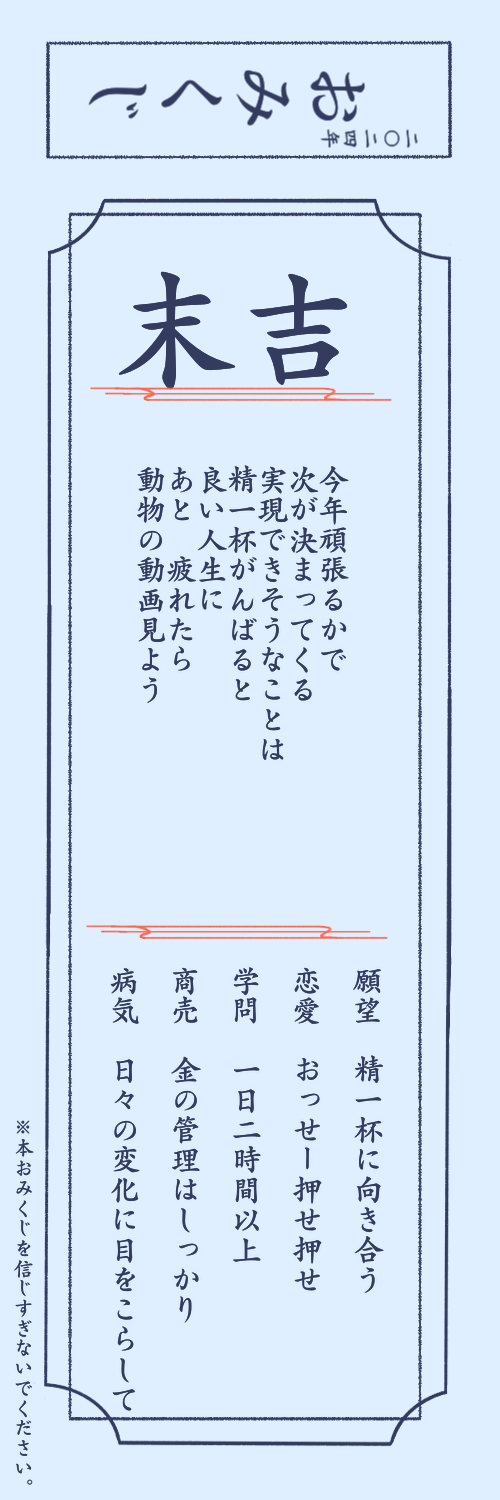 おみくじ
二〇二四年
末吉
今年頑張るかで
次が決まってくる
実現できそうなことは
精一杯がんばると
良い人生に
あと　疲れたら
動物の動画見よう
願望　精一杯に向き合う
恋愛　おっせー押せ押せ
学問　一日二時間以上
商売　金の管理はしっかり
病気　日々の変化に目をこらして
※本おみくじを信じすぎないでください。